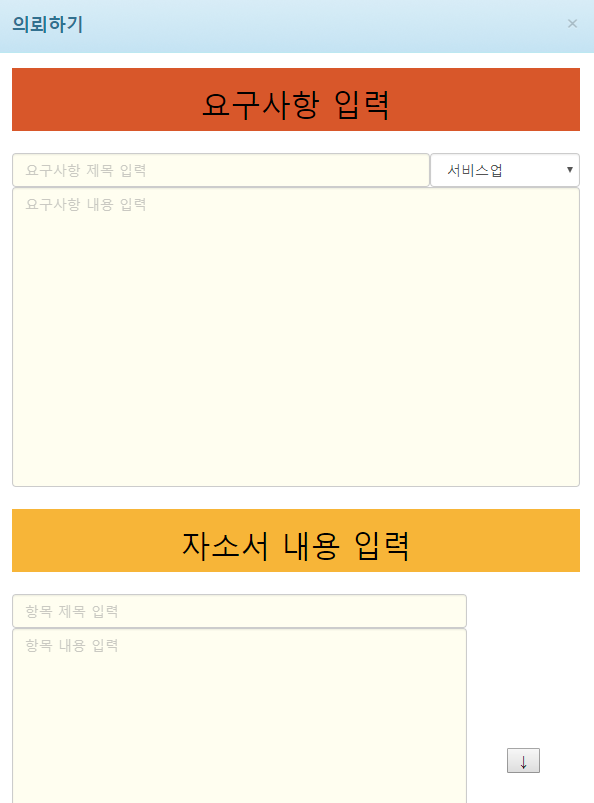 의뢰하기 ×
요구사항 입력
요구사항 제목 입력 서비스업 ▾
요구사항 내용 입력
자소서 내용 입력
항목 제목 입력
항목 내용 입력
↓